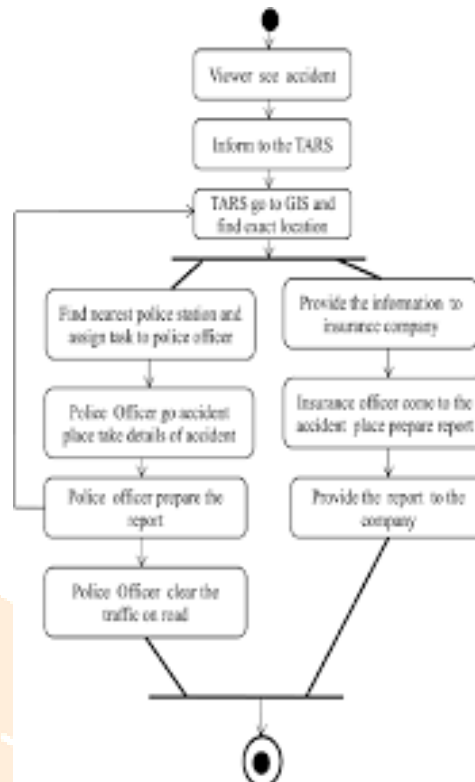 Viewer see accident
Inform to the TARS
TARS go to GIS and
find exact location
Find nearest police station and
assign task to police officer
Police Officer go accident
place take details of accident
Police officer prepare the
report
Police Officer clear the
traffic on road
Provide the information to
insurance company
Insurance officer come to the
accident place prepare report
Provide the report to the
company